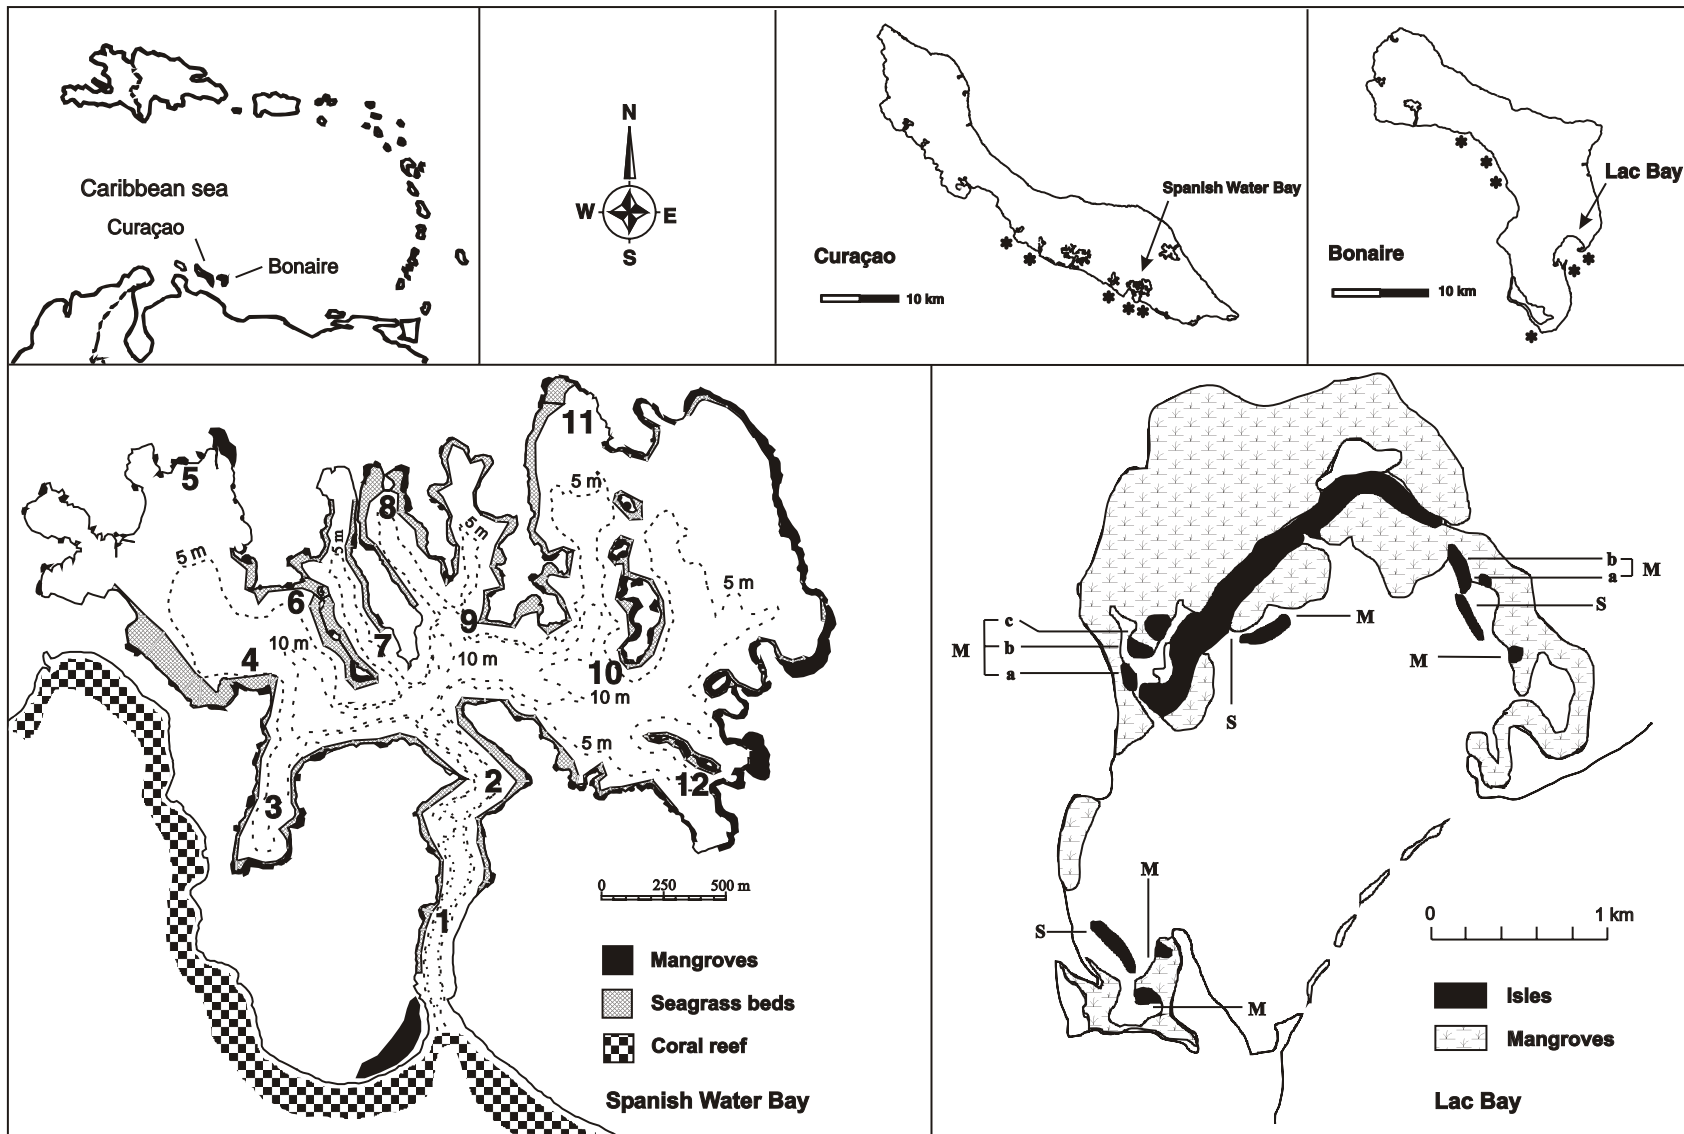 Caribbean sea
Curaçao
Bonaire
N
W
E
S
Spanish Water Bay
Curaçao
10 km
Lac Bay
Bonaire
10 km
11
5
5 m
8
5 m
5 m
5 m
5 m
6
9
7
10 m
10 m
4
10
10 m
5 m
2
12
3
1
0 250 500 m
Mangroves
Seagrass beds
Coral reef
Spanish Water Bay
b
M
a
S
c
M
M
b
M
a
S
M
S
M
0 1 km
Isles
Mangroves
Lac Bay